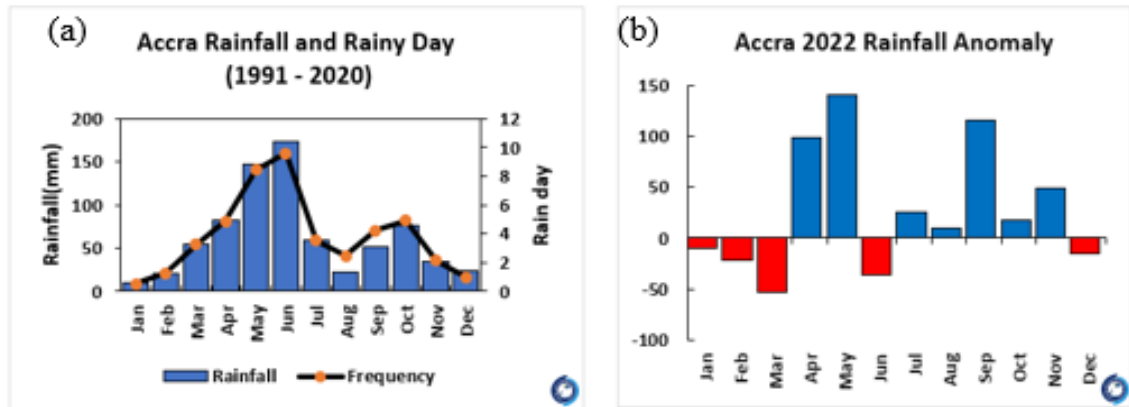 (a)
Accra Rainfall and Rainy Day
(1991 - 2020)
Rainfall(mm)
200
150
100
50
0
12
10
8
6
4
2
0
Rain day
Jan
Feb
Mar
Apr
May
Jun
Jul
Aug
Sep
Oct
Nov
Dec
Rainfall
Frequency
(b)
Accra 2022 Rainfall Anomaly
150
100
50
0
-50
-100
Jan
Feb
Mar
Apr
May
Jun
Jul
Aug
Sep
Oct
Nov
Dec